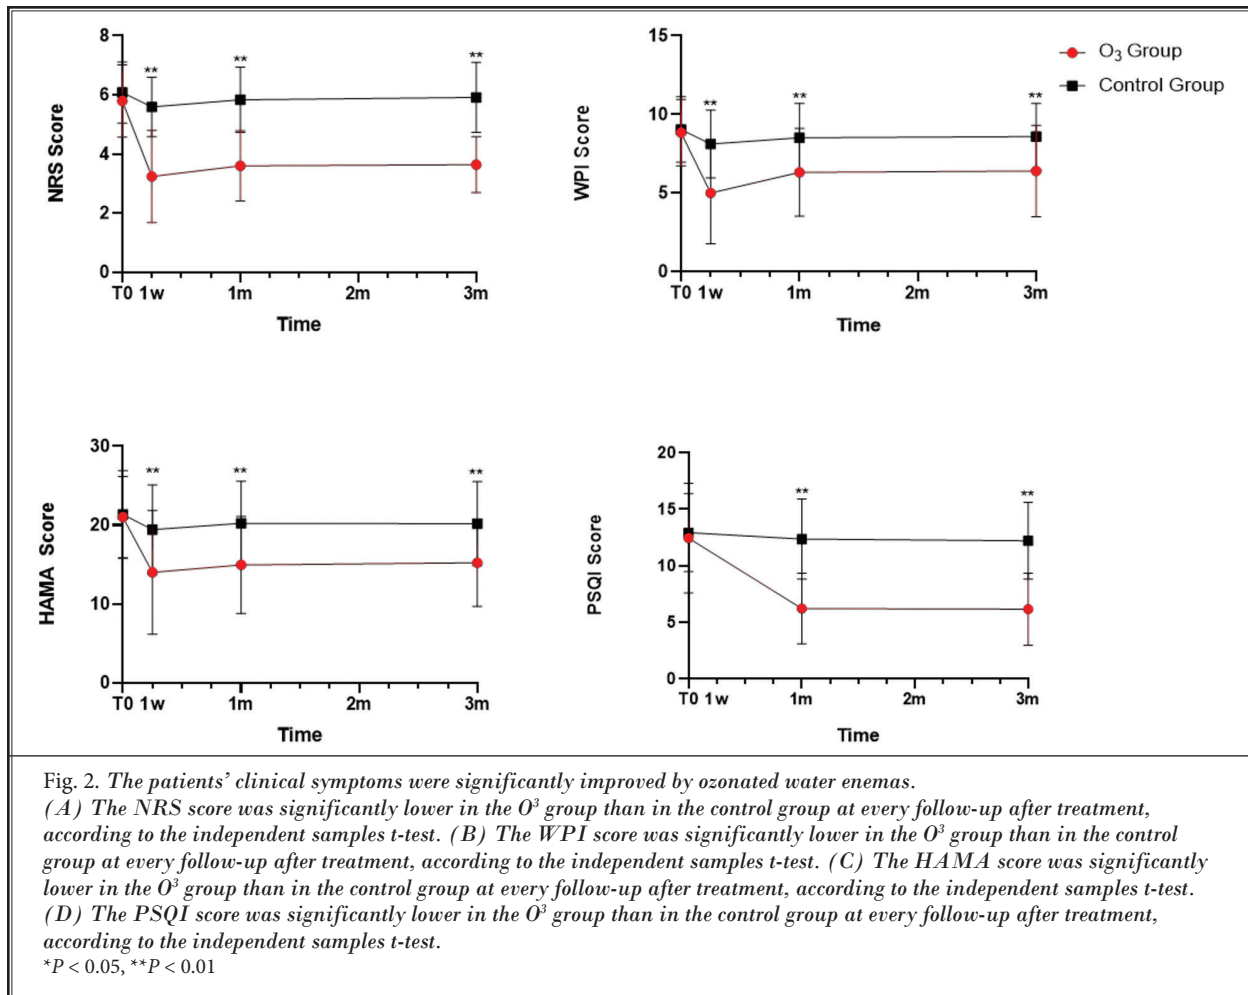 8
6
4
2
0
NRS Score
** ** **
T0 1w 1m 2m 3m
Time
15
10
5
0
WPI Score
** ** **
T0 1w 1m 2m 3m
Time
O₃ Group
Control Group
30
20
10
0
HAMA Score
** ** **
T0 1w 1m 2m 3m
Time
20
15
10
5
0
PSQI Score
** **
T0 1w 1m 2m 3m
Time
Fig. 2. The patients’ clinical symptoms were significantly improved by ozonated water enemas.
(A) The NRS score was significantly lower in the O³ group than in the control group at every follow-up after treatment,
according to the independent samples t-test. (B) The WPI score was significantly lower in the O³ group than in the control
group at every follow-up after treatment, according to the independent samples t-test. (C) The HAMA score was significantly
lower in the O³ group than in the control group at every follow-up after treatment, according to the independent samples t-test.
(D) The PSQI score was significantly lower in the O³ group than in the control group at every follow-up after treatment,
according to the independent samples t-test.
*P < 0.05, **P < 0.01